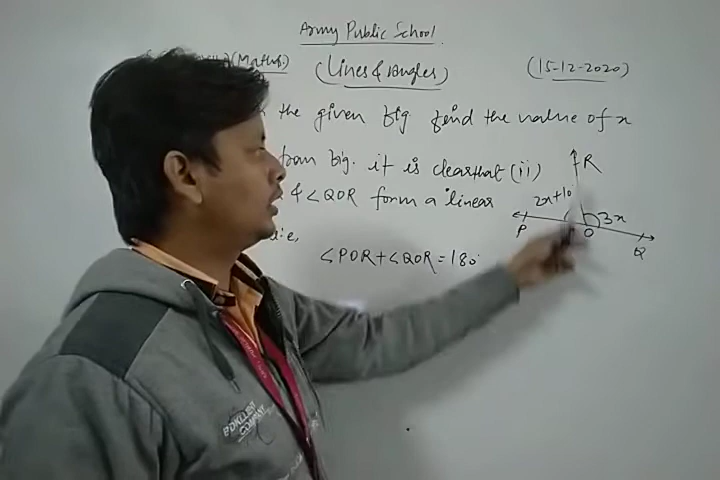 Army Public School
(Maths)
(Lines & Angles)
(15-12-2020)
the given fig find the value of x
fig. it is clear that (ii)
& <QOR form a linear
i.e,
<POR + <QOR = 180°
R
2x+10
3x
P
O
Q
COMPANY